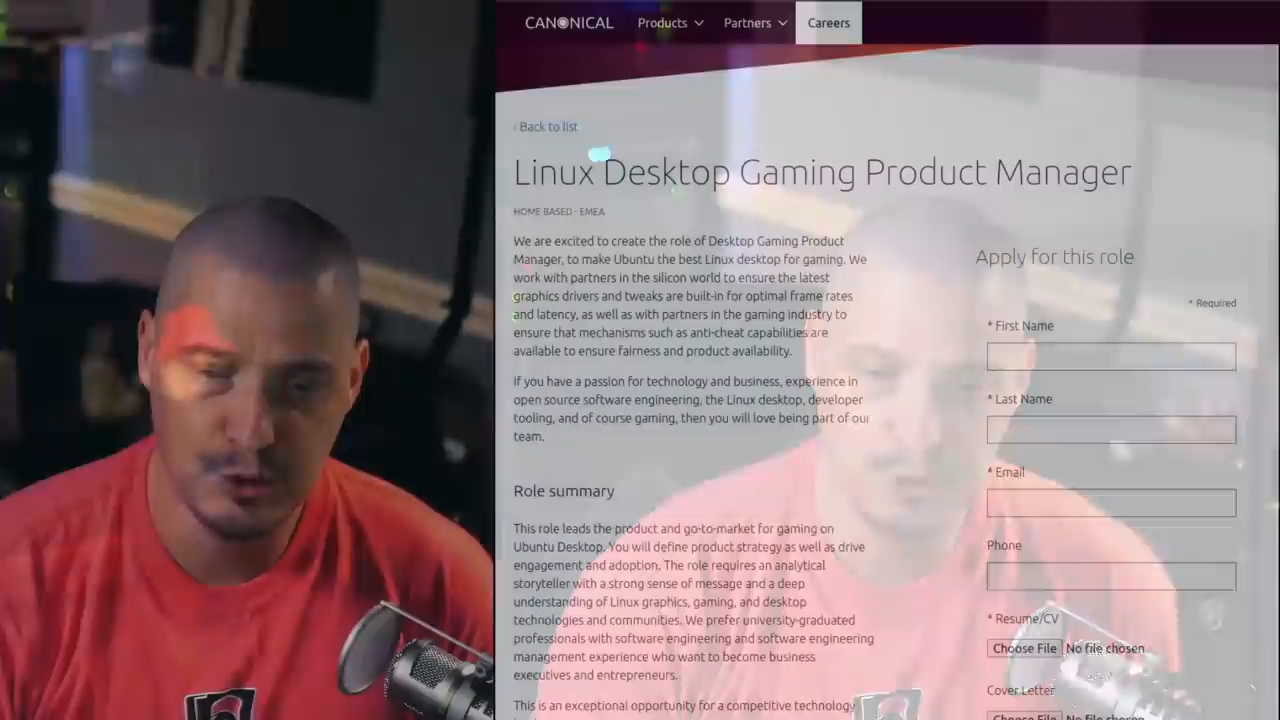 CANONICAL Products Partners Careers
‹ Back to list
Linux Desktop Gaming Product Manager
HOME BASED - EMEA
We are excited to create the role of Desktop Gaming Product
Manager, to make Ubuntu the best Linux desktop for gaming. We
work with partners in the silicon world to ensure the latest
graphics drivers and tweaks are built-in for optimal frame rates
and latency, as well as with partners in the gaming industry to
ensure that mechanisms such as anti-cheat capabilities are
available to ensure fairness and product availability.
If you have a passion for technology and business, experience in
open source software engineering, the Linux desktop, developer
tooling, and of course gaming, then you will love being part of our
team.
Role summary
This role leads the product and go-to-market for gaming on
Ubuntu Desktop. You will define product strategy as well as drive
engagement and adoption. The role requires an analytical
storyteller with a strong sense of message and a deep
understanding of Linux graphics, gaming, and desktop
technologies and communities. We prefer university-graduated
professionals with software engineering and software engineering
management experience who want to become business
executives and entrepreneurs.
This is an exceptional opportunity for a competitive technology
Apply for this role
* Required
* First Name
* Last Name
* Email
Phone
* Resume/CV
Choose File No file chosen
Cover Letter
Choose File No file chosen